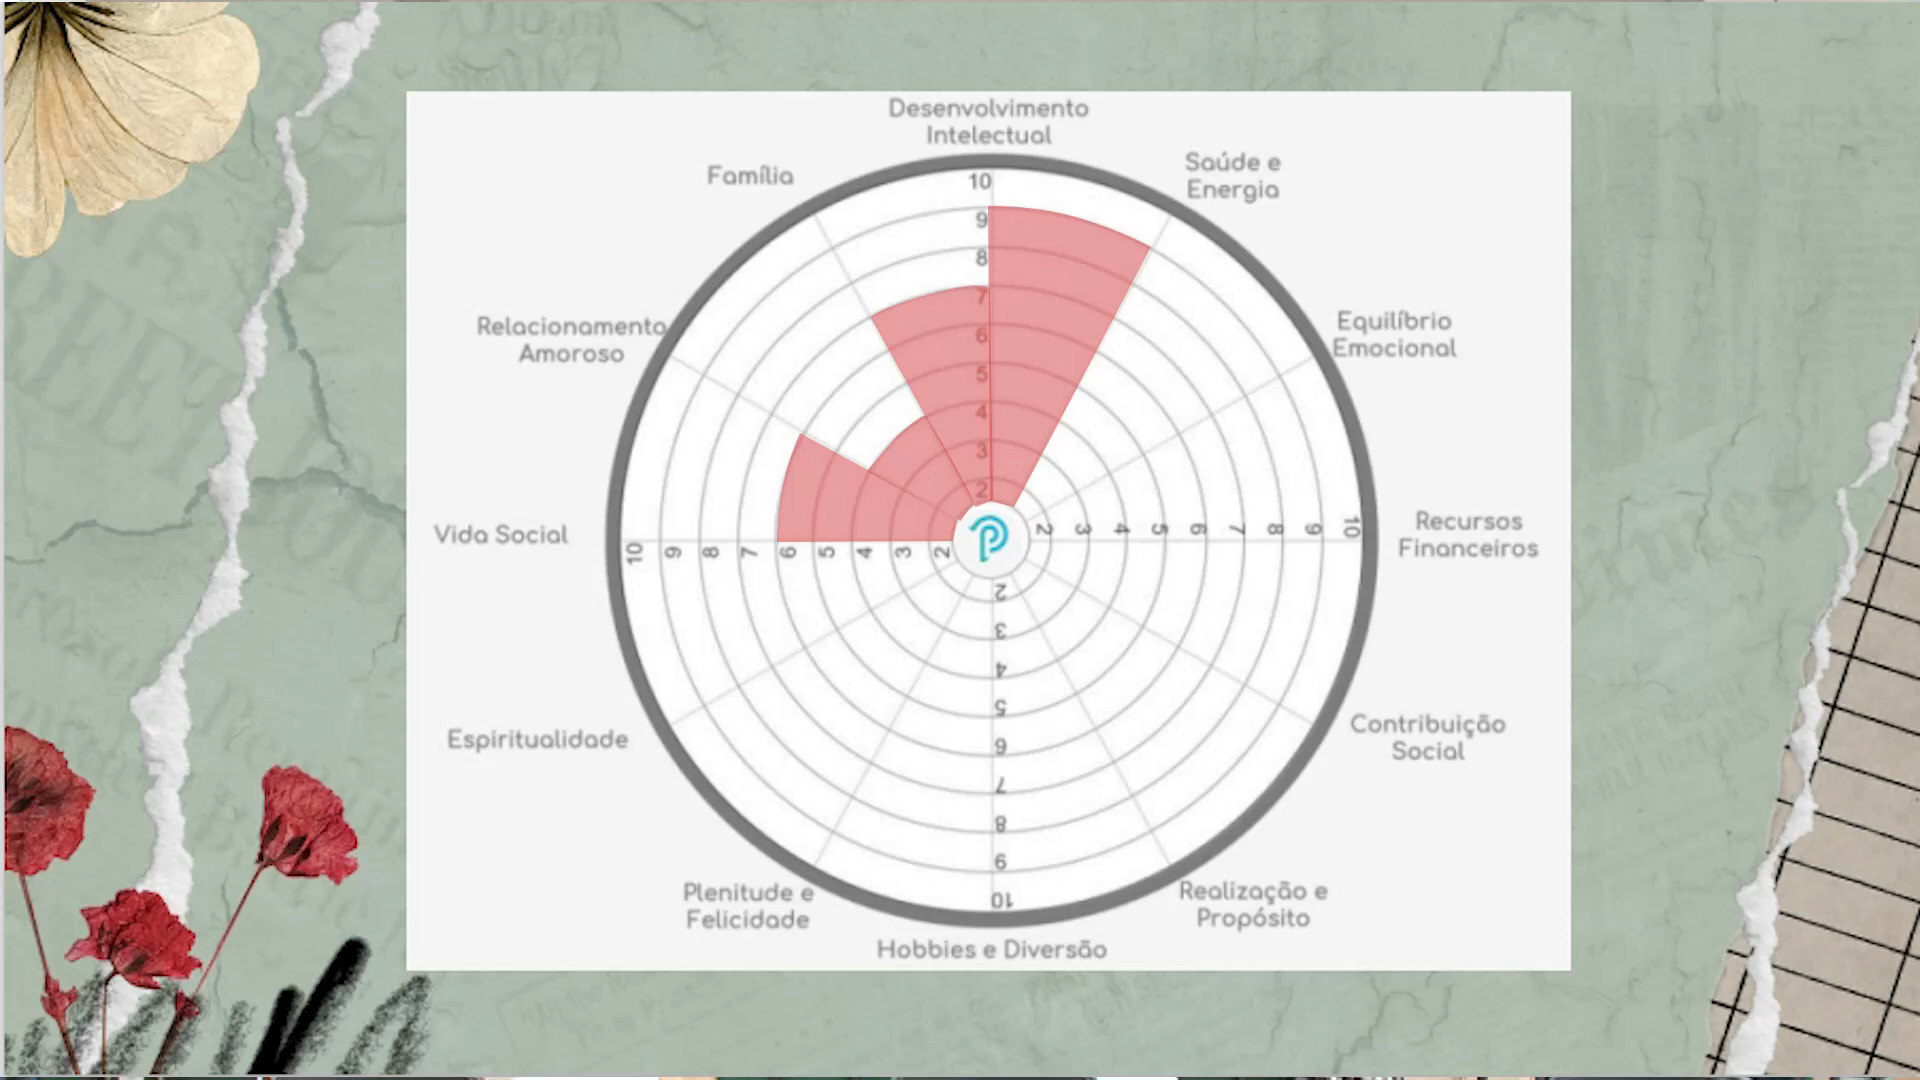 Desenvolvimento
Intelectual
Família
Saúde e
Energia
Relacionamento
Amoroso
Equilíbrio
Emocional
Vida Social
Recursos
Financeiros
Espiritualidade
Contribuição
Social
Plenitude e
Felicidade
Realização e
Propósito
Hobbies e Diversão
10
9
8
7
6
5
4
3
2
10 9 8 7 6 5 4 3 2
2 3 4 5 6 7 8 9 10
2
3
4
5
6
7
8
9
10